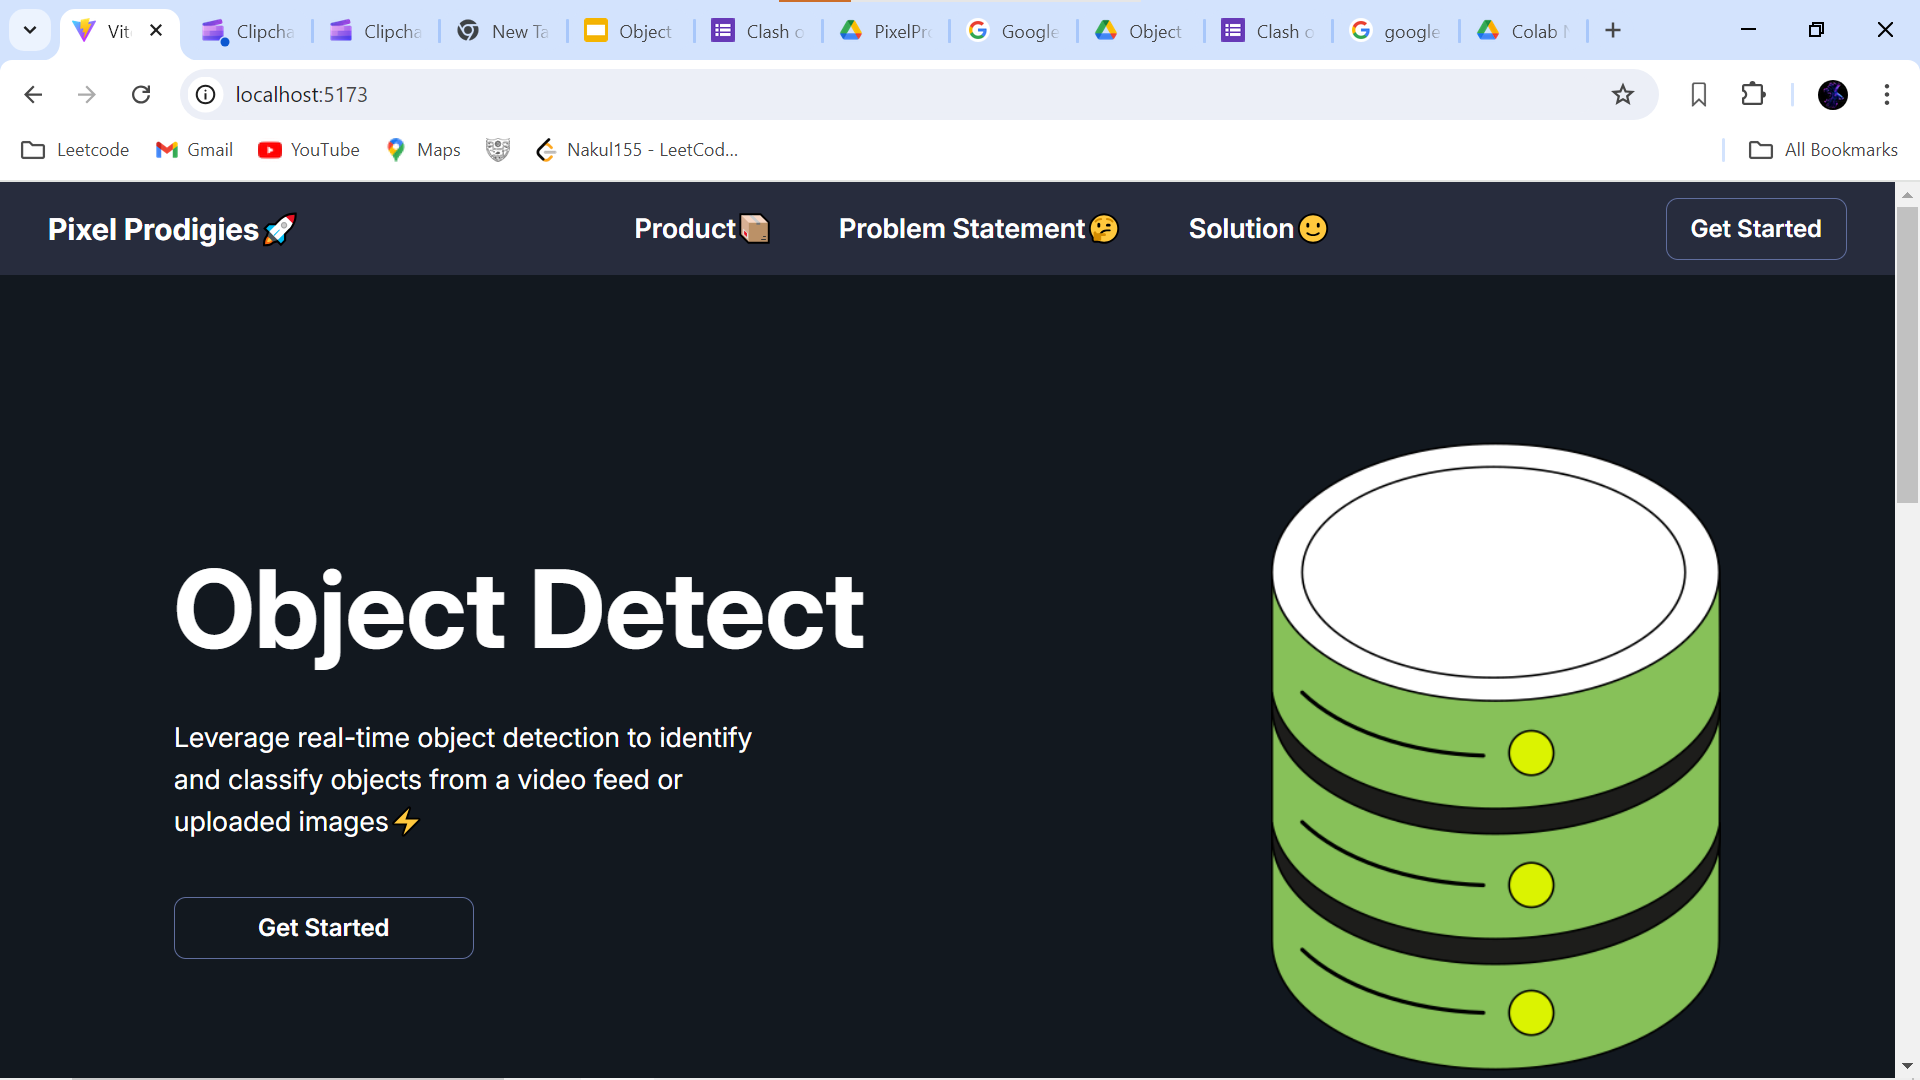 Vit
Clipcha
Clipcha
New Ta
Object
Clash o
PixelPr
Google
Object
Clash o
google
Colab
localhost:5173
Leetcode
Gmail
YouTube
Maps
Nakul155 - LeetCod...
All Bookmarks
Pixel Prodigies🚀
Product📦
Problem Statement🤔
Solution🙂
Get Started
Object Detect
Leverage real-time object detection to identify
and classify objects from a video feed or
uploaded images⚡
Get Started